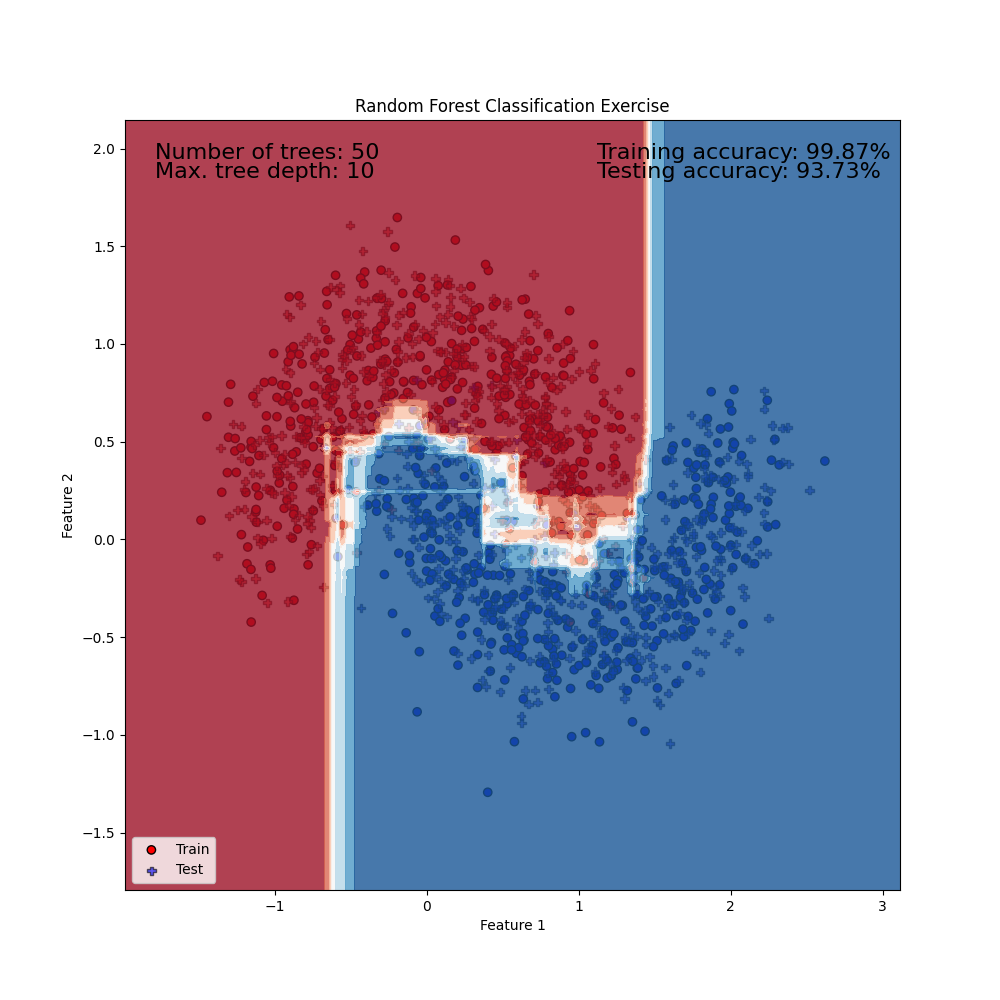 Random Forest Classification Exercise
Number of trees: 50
Max. tree depth: 10
Training accuracy: 99.87%
Testing accuracy: 93.73%
Feature 2
2.0
1.5
1.0
0.5
0.0
−0.5
−1.0
−1.5
Train
Test
−1
0
1
2
3
Feature 1